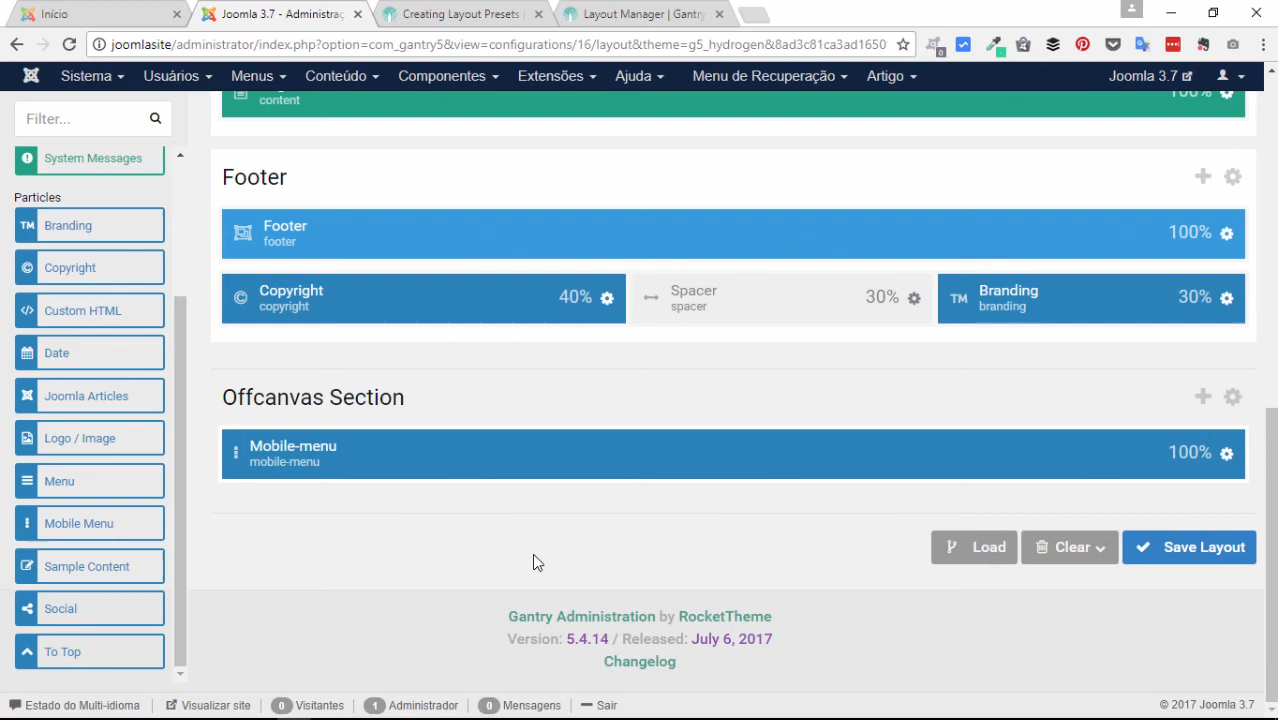 Início
Joomla 3.7 - Administraç
Creating Layout Presets |
Layout Manager | Gantry
joomlasite/administrator/index.php?option=com_gantry5&view=configurations/16/layout&theme=g5_hydrogen&8ad3c81ca3ad1650
Sistema Usuários Menus Conteúdo Componentes Extensões Ajuda Menu de Recuperação Artigo Joomla 3.7
Filter...
System Messages
Particles
TM Branding
Copyright
Custom HTML
Date
Joomla Articles
Logo / Image
Menu
Mobile Menu
Sample Content
Social
To Top
content
100%
Footer
Footer
footer
100%
Copyright
copyright
40%
Spacer
spacer
30%
TM Branding
branding
30%
Offcanvas Section
Mobile-menu
mobile-menu
100%
Load
Clear
Save Layout
Gantry Administration by RocketTheme
Version: 5.4.14 / Released: July 6, 2017
Changelog
Estado do Multi-idioma Visualizar site 0 Visitantes 1 Administrador 0 Mensagens Sair © 2017 Joomla 3.7